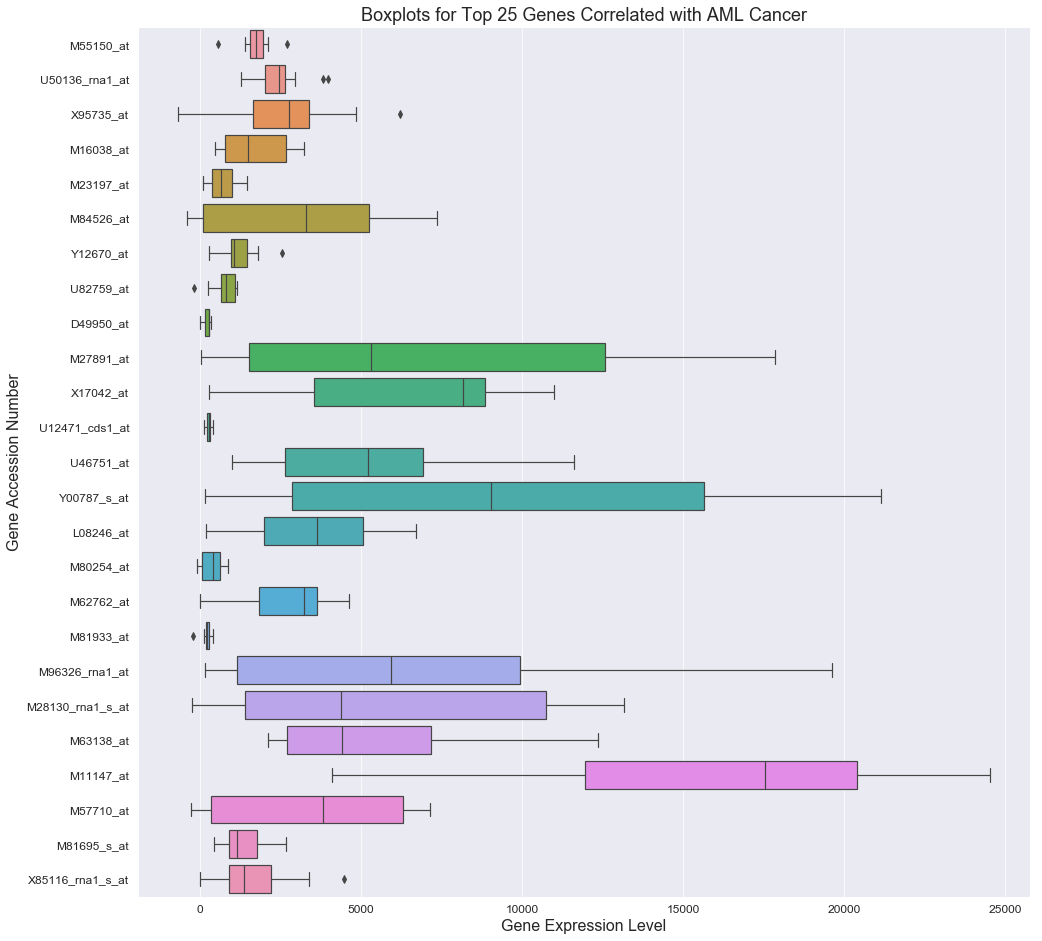 Boxplots for Top 25 Genes Correlated with AML Cancer
Gene Accession Number
M55150_at
U50136_rna1_at
X95735_at
M16038_at
M23197_at
M84526_at
Y12670_at
U82759_at
D49950_at
M27891_at
X17042_at
U12471_cds1_at
U46751_at
Y00787_s_at
L08246_at
M80254_at
M62762_at
M81933_at
M96326_rna1_at
M28130_rna1_s_at
M63138_at
M11147_at
M57710_at
M81695_s_at
X85116_rna1_s_at
0 5000 10000 15000 20000 25000
Gene Expression Level